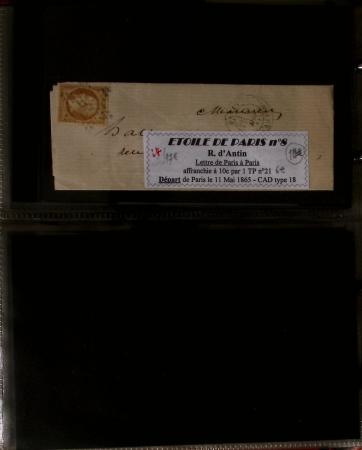 Monsieur
ETOILE DE PARIS n°8
R. d'Antin
15€
Lettre de Paris à Paris
affranchie à 10c par 1 TP n°21
Départ de Paris le 11 Mai 1865 - CAD type 18